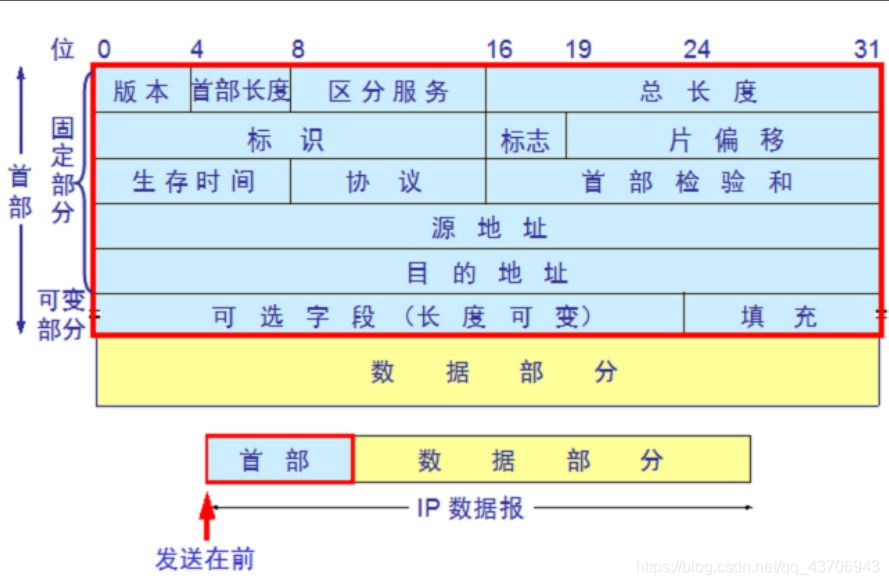 位 0 4 8 16 19 24 31
版本 首部长度 区分服务 总长度
标识 标志 片偏移
生存时间 协议 首部检验和
源地址
目的地址
可选字段（长度可变） 填充
数据部分
首部
固定部分
可变部分
首部 数据部分
IP 数据报
发送在前
https://blog.csdn.net/qq_43706943